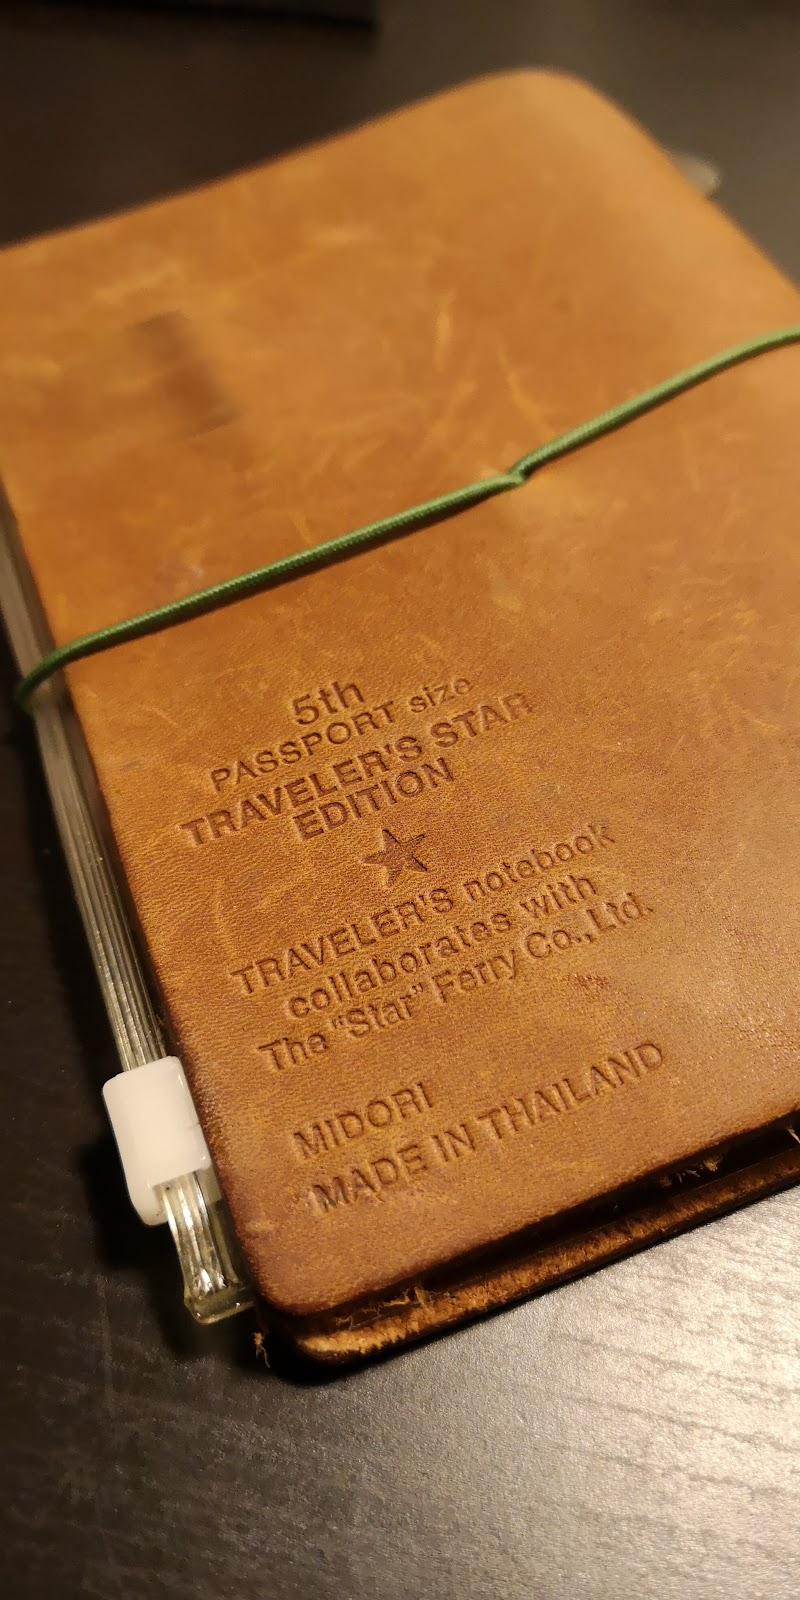 5th
PASSPORT size
TRAVELER'S STAR
EDITION
TRAVELER'S notebook
collaborates with
The "Star" Ferry Co., Ltd.
MIDORI
MADE IN THAILAND